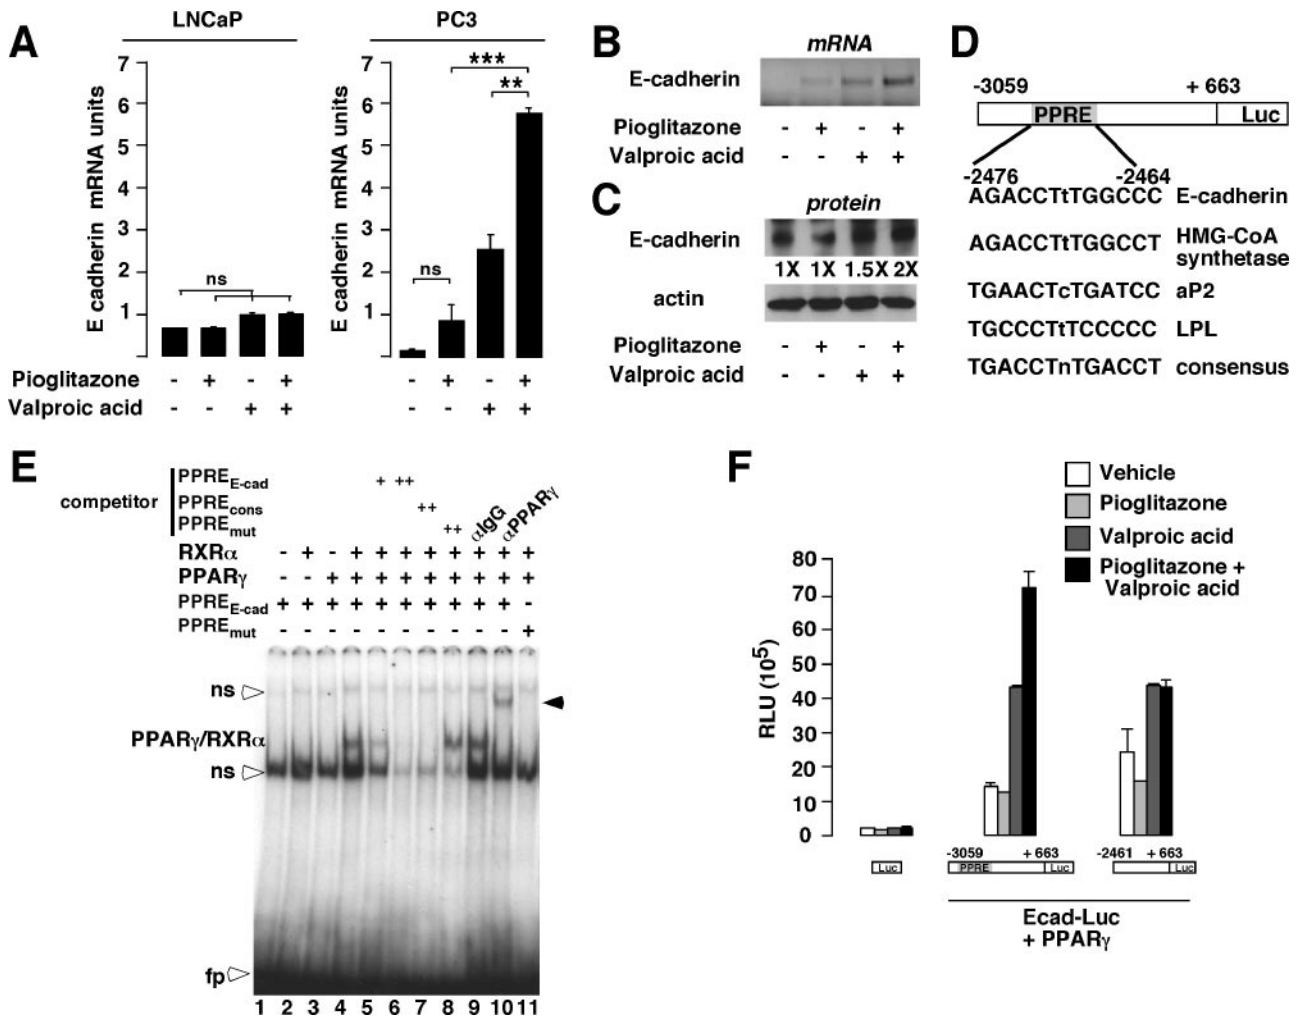 A
LNCaP
PC3
E cadherin mRNA units
7
6
5
4
3
2
1
ns
E cadherin mRNA units
7
6
5
4
3
2
1
ns
***
**
Pioglitazone - + - + - + - +
Valproic acid - - + + - - + +
B
mRNA
E-cadherin
Pioglitazone - + - +
Valproic acid - - + +
C
protein
E-cadherin
1X 1X 1.5X 2X
actin
Pioglitazone - + - +
Valproic acid - - + +
D
-3059 + 663
PPRE Luc
-2476 -2464
AGACCTtTGGCCC E-cadherin
AGACCTtTGGCCT HMG-CoA
synthetase
TGAACTcTGATCC aP2
TGCCCTtTCCCCC LPL
TGACCTnTGACCT consensus
E
competitor
PPREE-cad + ++
PPREcons ++
PPREmut ++
αIgG
αPPARγ
RXRα - + - + + + + + + + +
PPARγ - - + + + + + + + + +
PPREE-cad + + + + + + + + + + -
PPREmut - - - - - - - - - - +
ns
PPARγ/RXRα
ns
fp
1 2 3 4 5 6 7 8 9 10 11
F
Vehicle
Pioglitazone
Valproic acid
Pioglitazone +
Valproic acid
RLU (105)
80
70
60
50
40
30
20
10
0
Luc
-3059 + 663
PPRE Luc
-2461 + 663
Luc
Ecad-Luc
+ PPARγ